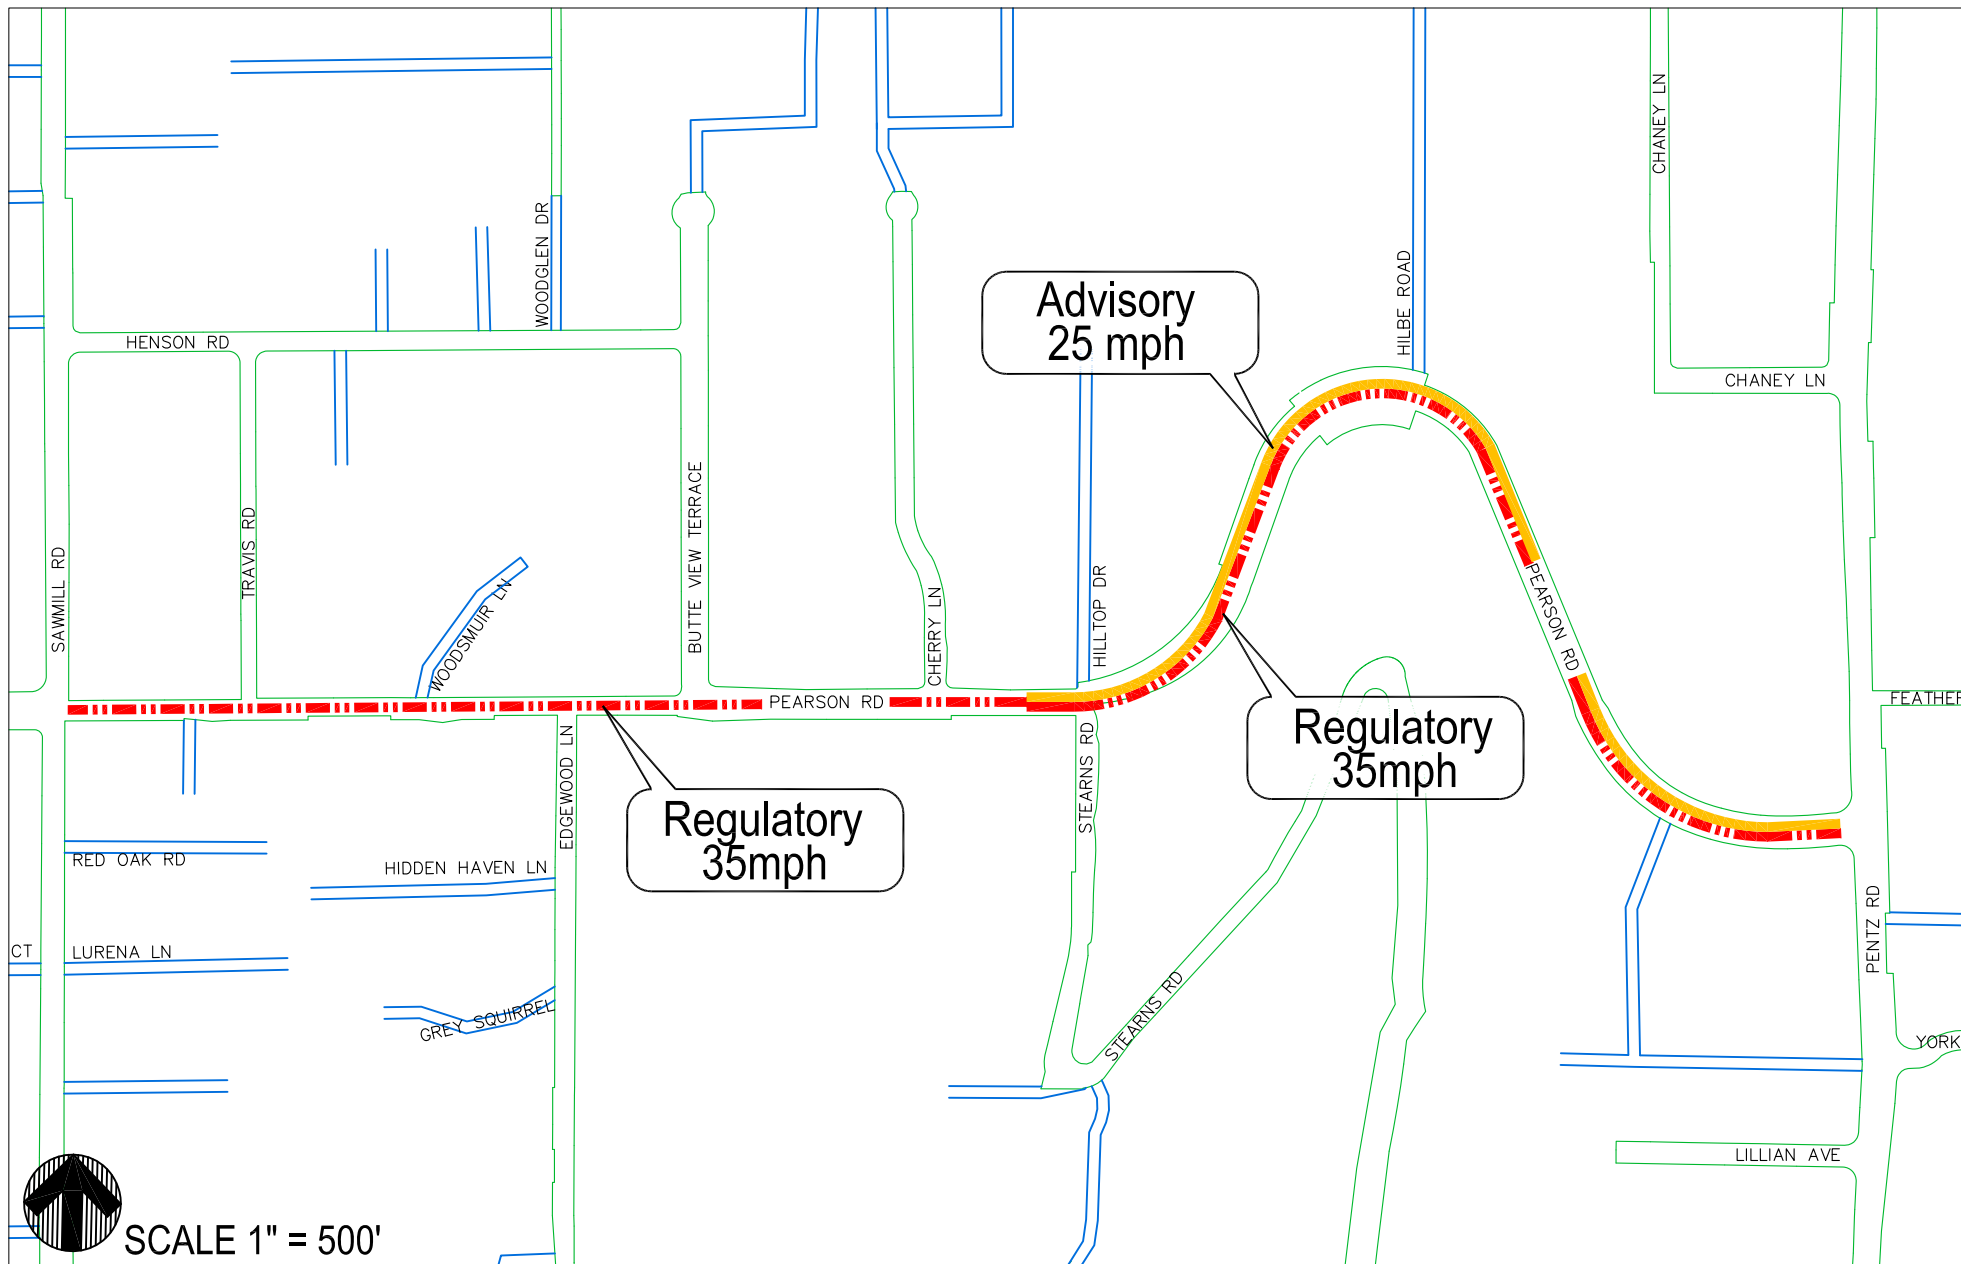 CHANEY LN
WOODGLEN DR
HILBE ROAD
Advisory
25 mph
HENSON RD
CHANEY LN
SAWMILL RD
TRAVIS RD
WOODSMUIR LN
BUTTE VIEW TERRACE
CHERRY LN
HILLTOP DR
PEARSON RD
PEARSON RD
FEATHER
Regulatory
35mph
EDGEWOOD LN
STEARNS RD
Regulatory
35mph
RED OAK RD
HIDDEN HAVEN LN
PENTZ RD
CT
LURENA LN
GREY SQUIRREL
STEARNS RD
YORK
LILLIAN AVE
SCALE 1" = 500'